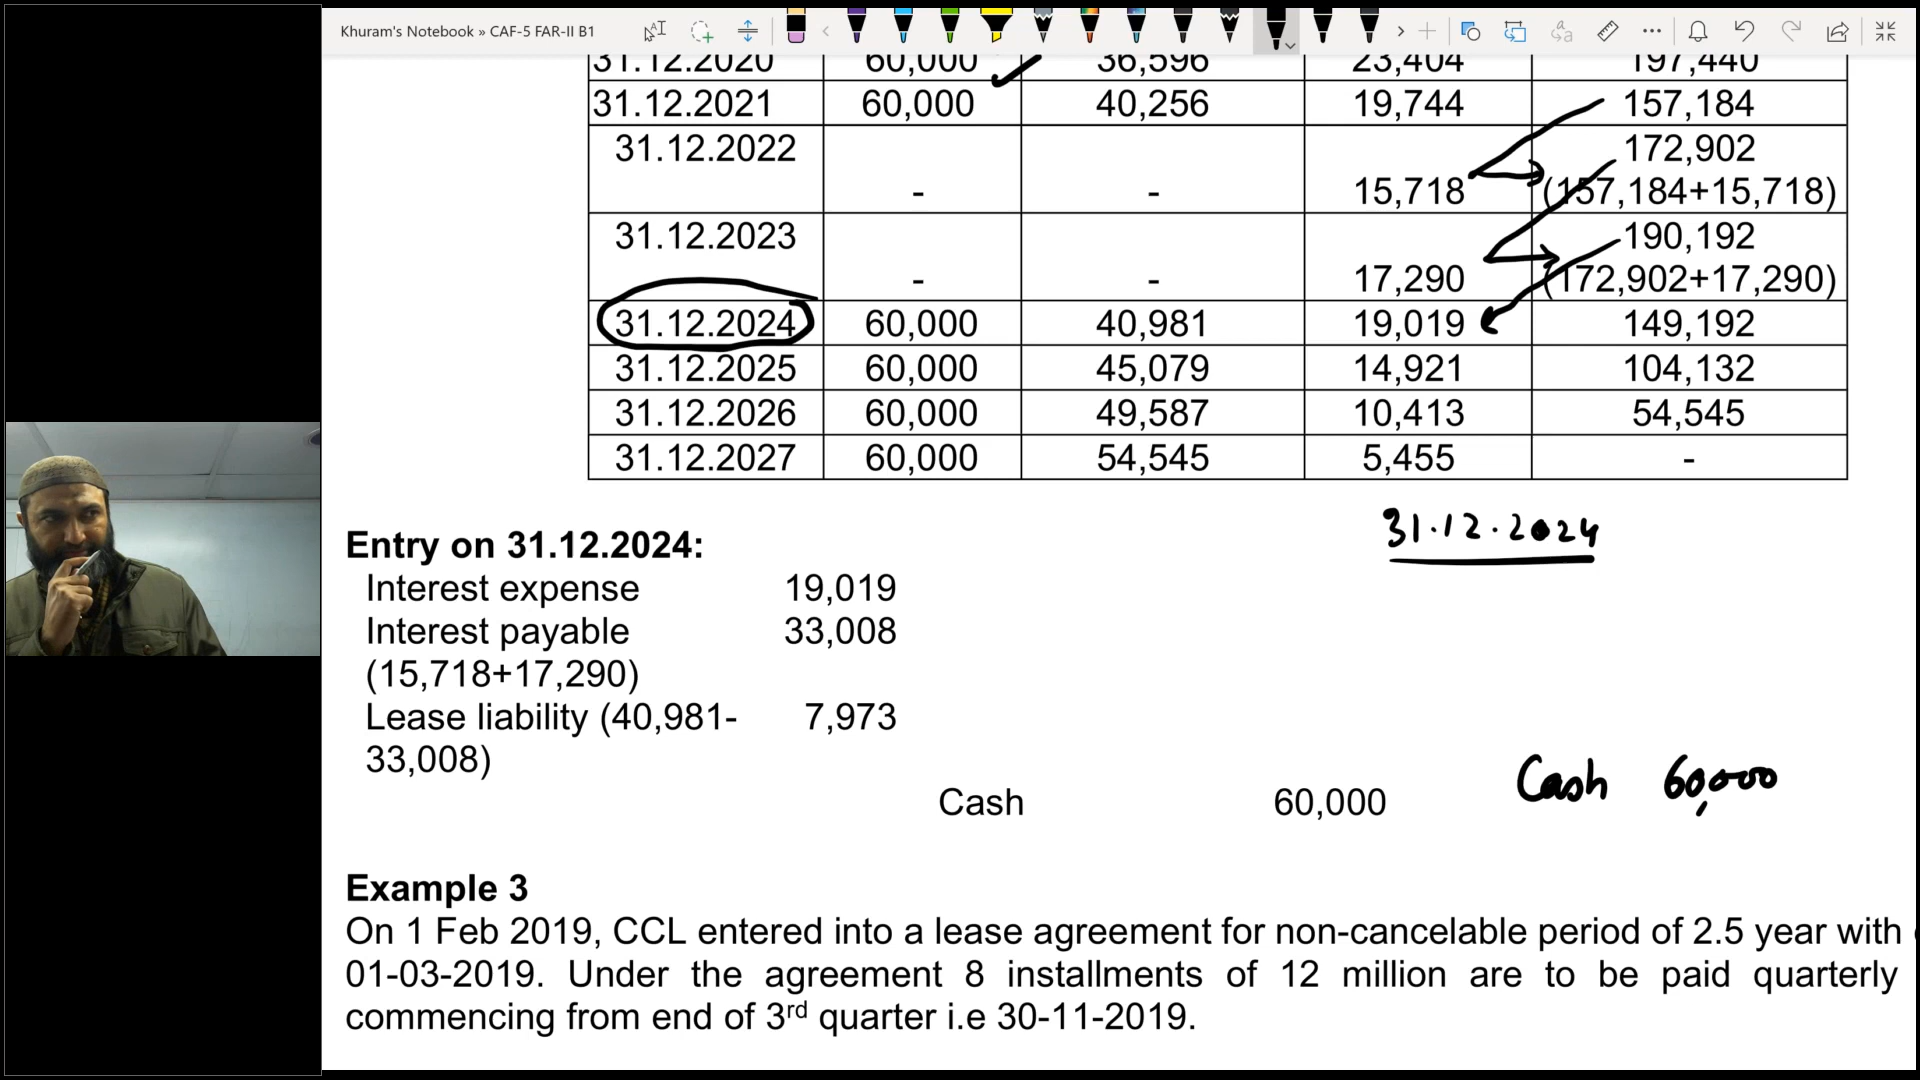 Khuram's Notebook » CAF-5 FAR-II B1
31.12.2020 60,000 36,596 23,404 197,440
31.12.2021 60,000 40,256 19,744 157,184
31.12.2022 - - 15,718 172,902
(157,184+15,718)
31.12.2023 - - 17,290 190,192
(172,902+17,290)
31.12.2024 60,000 40,981 19,019 149,192
31.12.2025 60,000 45,079 14,921 104,132
31.12.2026 60,000 49,587 10,413 54,545
31.12.2027 60,000 54,545 5,455 -
31.12.2024
Entry on 31.12.2024:
Interest expense 19,019
Interest payable 33,008
(15,718+17,290)
Lease liability (40,981- 7,973
33,008)
Cash 60,000
Cash 60,000
Example 3
On 1 Feb 2019, CCL entered into a lease agreement for non-cancelable period of 2.5 year with
01-03-2019. Under the agreement 8 installments of 12 million are to be paid quarterly
commencing from end of 3rd quarter i.e 30-11-2019.